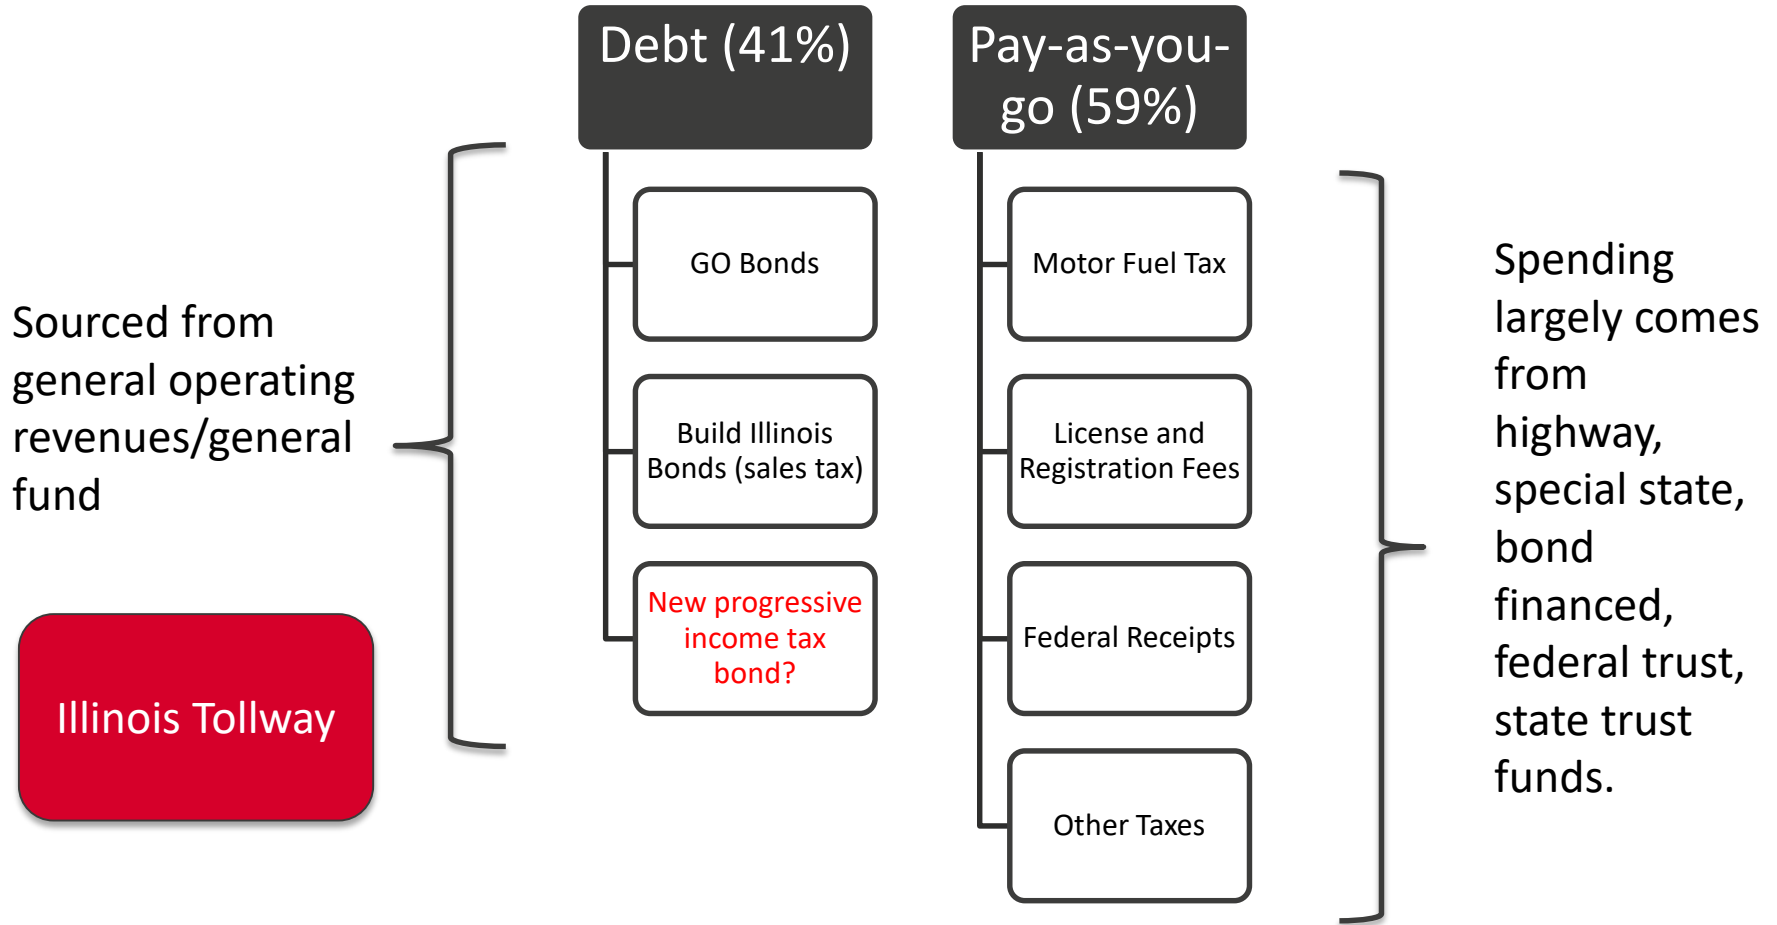 Debt (41%)
Pay-as-you-
go (59%)
Sourced from
general operating
revenues/general
fund
Illinois Tollway
GO Bonds
Build Illinois
Bonds (sales tax)
New progressive
income tax
bond?
Motor Fuel Tax
License and
Registration Fees
Federal Receipts
Other Taxes
Spending
largely comes
from
highway,
special state,
bond
financed,
federal trust,
state trust
funds.